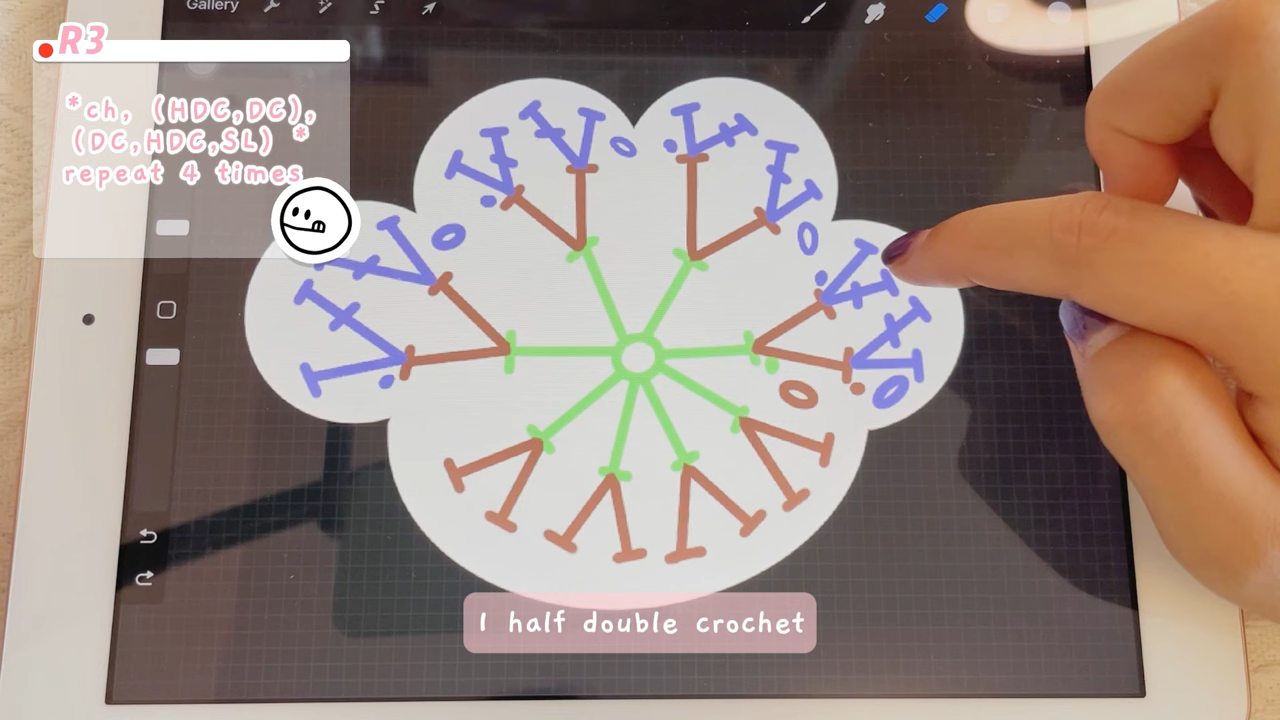 Gallery
R3
*ch, (HDC,DC),
(DC,HDC,SL) *
repeat 4 times
1 half double crochet